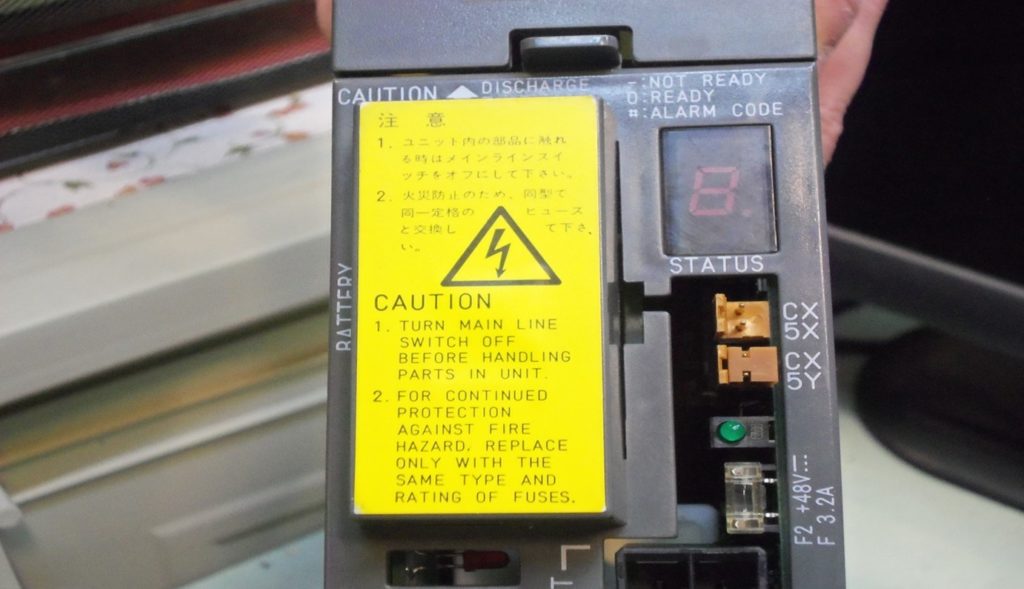 CAUTION
DISCHARGE
-:NOT READY
0:READY
#:ALARM CODE
注 意
1. ユニット内の部品に触れ
る時はメインラインスイ
ッチをオフにして下さい。
2. 火災防止のため、同型で
同一定格の ヒューズ
と交換し て下さ
い。
CAUTION
1. TURN MAIN LINE
SWITCH OFF
BEFORE HANDLING
PARTS IN UNIT.
2. FOR CONTINUED
PROTECTION
AGAINST FIRE
HAZARD, REPLACE
ONLY WITH THE
SAME TYPE AND
RATING OF FUSES.
BATTERY
8.
STATUS
CX
5X
CX
5Y
F2 +48V
F 3.2A